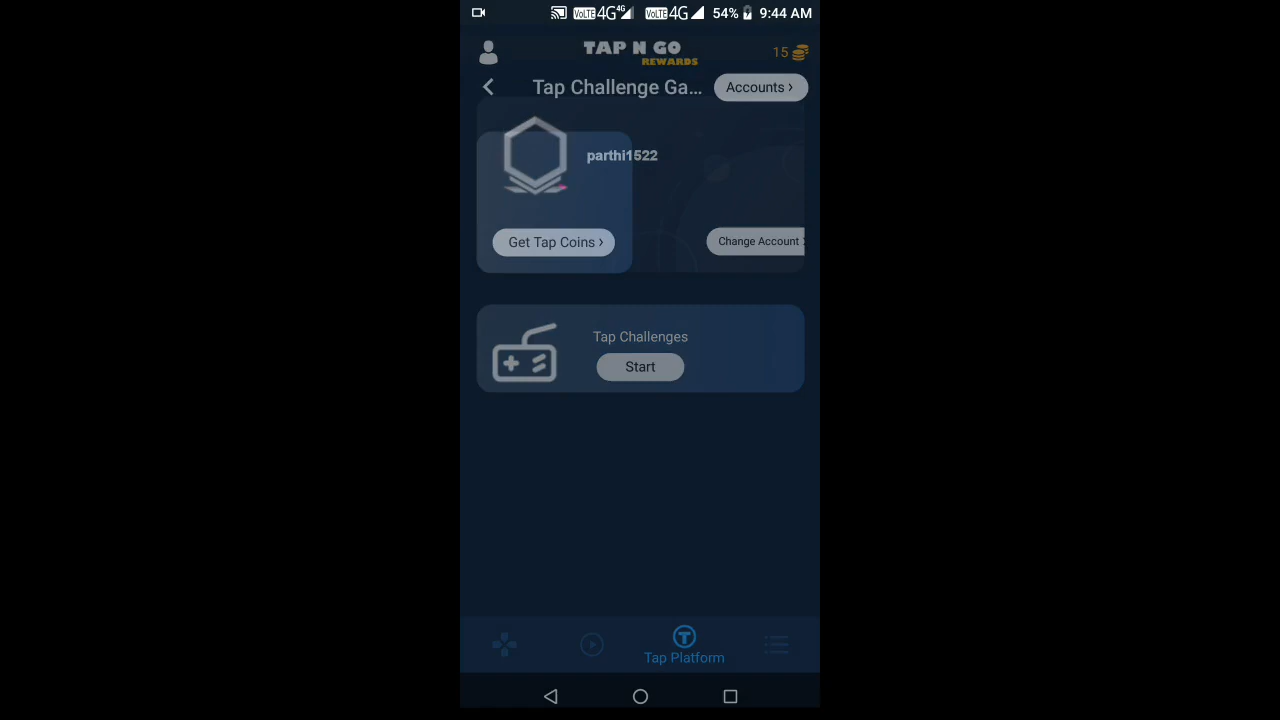 VoLTE 4G 4G VoLTE 4G 54% 9:44 AM
TAP N GO
REWARDS
15
Tap Challenge Ga...
Accounts ›
parthi1522
Get Tap Coins ›
Change Account ›
Tap Challenges
Start
Tap Platform